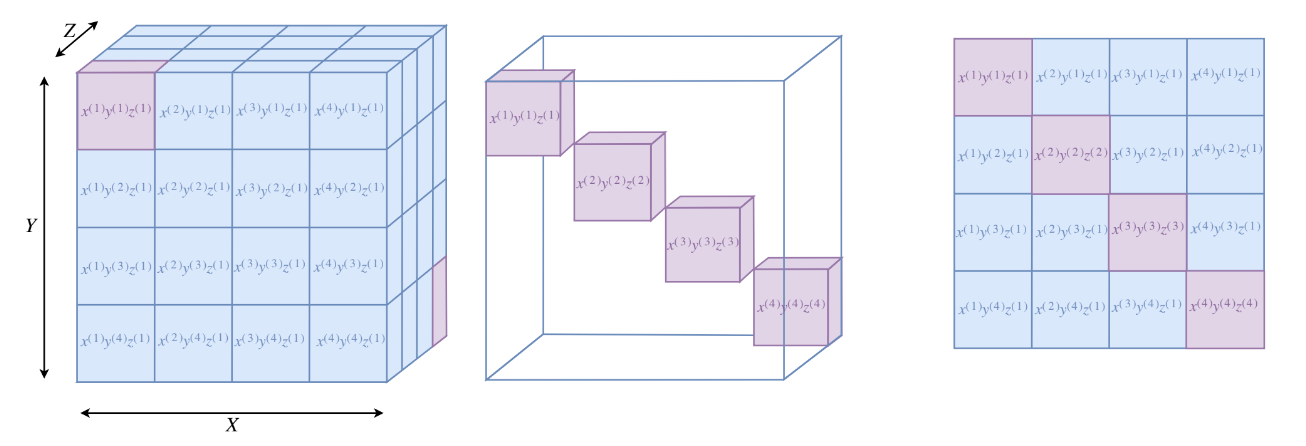 Z
Y
X
x(1)y(1)z(1) x(2)y(1)z(1) x(3)y(1)z(1) x(4)y(1)z(1)
x(1)y(2)z(1) x(2)y(2)z(1) x(3)y(2)z(1) x(4)y(2)z(1)
x(1)y(3)z(1) x(2)y(3)z(1) x(3)y(3)z(1) x(4)y(3)z(1)
x(1)y(4)z(1) x(2)y(4)z(1) x(3)y(4)z(1) x(4)y(4)z(1)
x(1)y(1)z(1)
x(2)y(2)z(2)
x(3)y(3)z(3)
x(4)y(4)z(4)
x(1)y(1)z(1) x(2)y(1)z(1) x(3)y(1)z(1) x(4)y(1)z(1)
x(1)y(2)z(1) x(2)y(2)z(2) x(3)y(2)z(1) x(4)y(2)z(1)
x(1)y(3)z(1) x(2)y(3)z(1) x(3)y(3)z(3) x(4)y(3)z(1)
x(1)y(4)z(1) x(2)y(4)z(1) x(3)y(4)z(1) x(4)y(4)z(4)